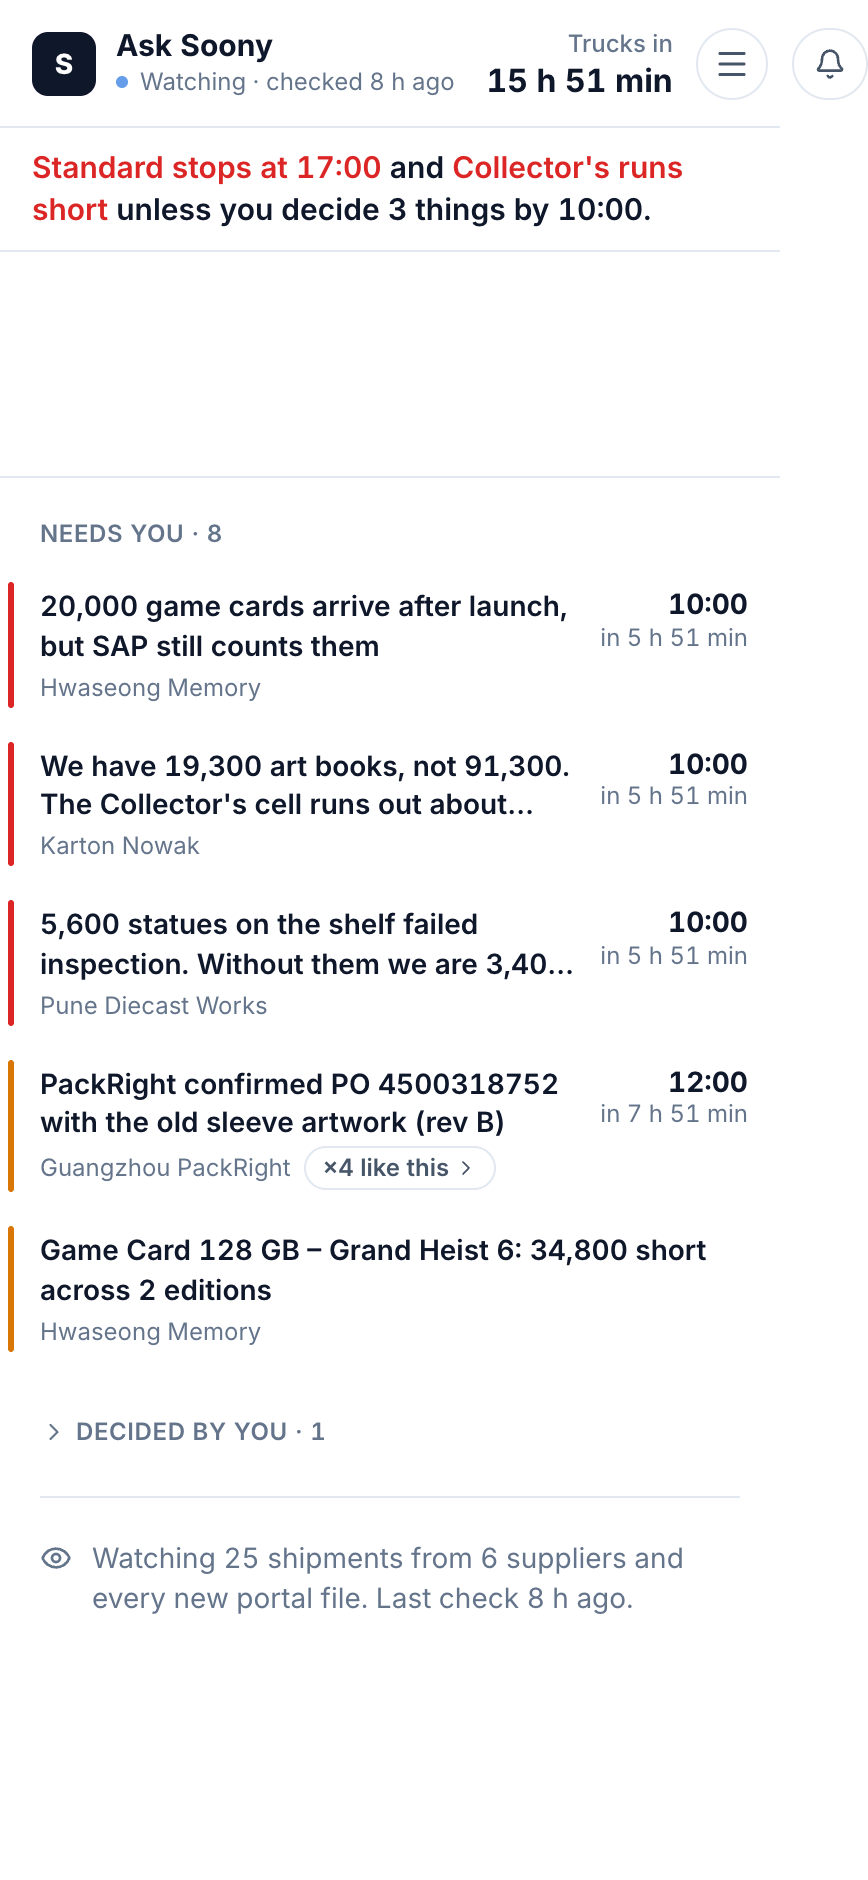 S
Ask Soony
Watching · checked 8 h ago
Trucks in
15 h 51 min
Standard stops at 17:00 and Collector's runs
short unless you decide 3 things by 10:00.
NEEDS YOU · 8
20,000 game cards arrive after launch,
but SAP still counts them
Hwaseong Memory
10:00
in 5 h 51 min
We have 19,300 art books, not 91,300.
The Collector's cell runs out about...
Karton Nowak
10:00
in 5 h 51 min
5,600 statues on the shelf failed
inspection. Without them we are 3,40...
Pune Diecast Works
10:00
in 5 h 51 min
PackRight confirmed PO 4500318752
with the old sleeve artwork (rev B)
Guangzhou PackRight
×4 like this
12:00
in 7 h 51 min
Game Card 128 GB – Grand Heist 6: 34,800 short
across 2 editions
Hwaseong Memory
DECIDED BY YOU · 1
Watching 25 shipments from 6 suppliers and
every new portal file. Last check 8 h ago.